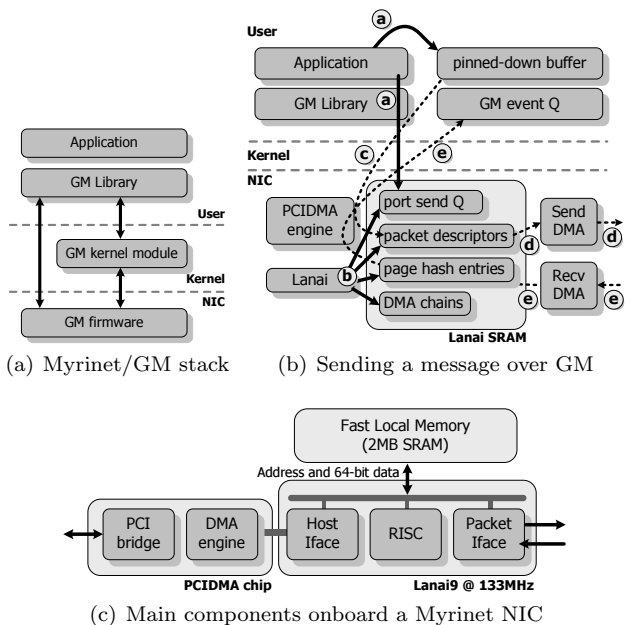 Application
GM Library
User
GM kernel module
Kernel
NIC
GM firmware
(a) Myrinet/GM stack
User
a
Application
pinned-down buffer
GM Library
a
GM event Q
Kernel
c
e
NIC
PCIDMA
engine
port send Q
packet descriptors
d
Send
DMA
d
Lanai
b
page hash entries
DMA chains
e
Recv
DMA
e
Lanai SRAM
(b) Sending a message over GM
Fast Local Memory
(2MB SRAM)
Address and 64-bit data
PCI
bridge
DMA
engine
Host
Iface
RISC
Packet
Iface
PCIDMA chip
Lanai9 @ 133MHz
(c) Main components onboard a Myrinet NIC